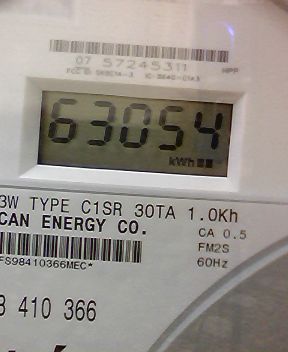 07 57245311
HPP
63054
kWh
3W TYPE C1SR 30TA 1.0Kh
CAN ENERGY CO.
CA 0.5
FM2S
FS98410366MEC*
60Hz
410 366